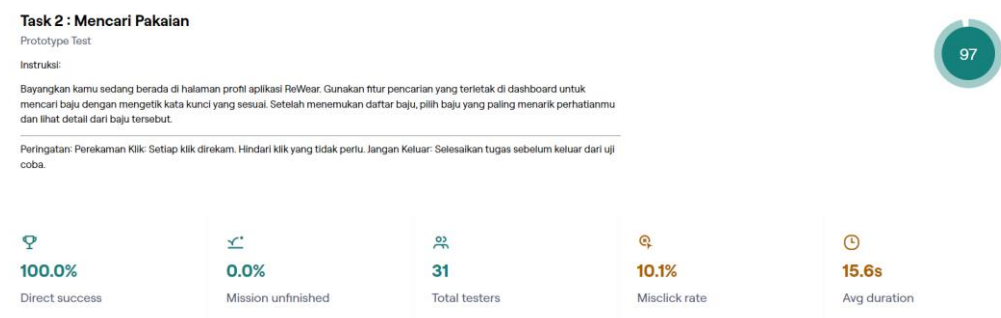 Task 2 : Mencari Pakaian
Prototype Test
97
Instruksi:
Bayangkan kamu sedang berada di halaman profil aplikasi ReWear. Gunakan fitur pencarian yang terletak di dashboard untuk
mencari baju dengan mengetik kata kunci yang sesuai. Setelah menemukan daftar baju, pilih baju yang paling menarik perhatianmu
dan lihat detail dari baju tersebut.
Peringatan: Perekaman Klik: Setiap klik direkam. Hindari klik yang tidak perlu. Jangan Keluar: Selesaikan tugas sebelum keluar dari uji
coba.
100.0%
Direct success
0.0%
Mission unfinished
31
Total testers
10.1%
Misclick rate
15.6s
Avg duration